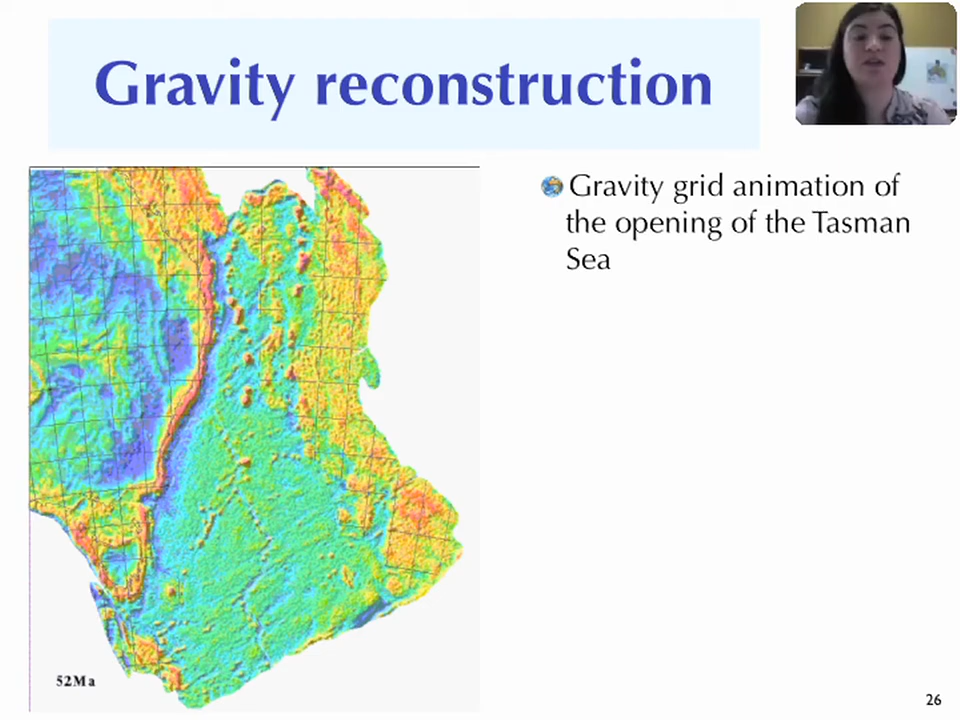 Gravity reconstruction
Gravity grid animation of
the opening of the Tasman
Sea
52Ma
26